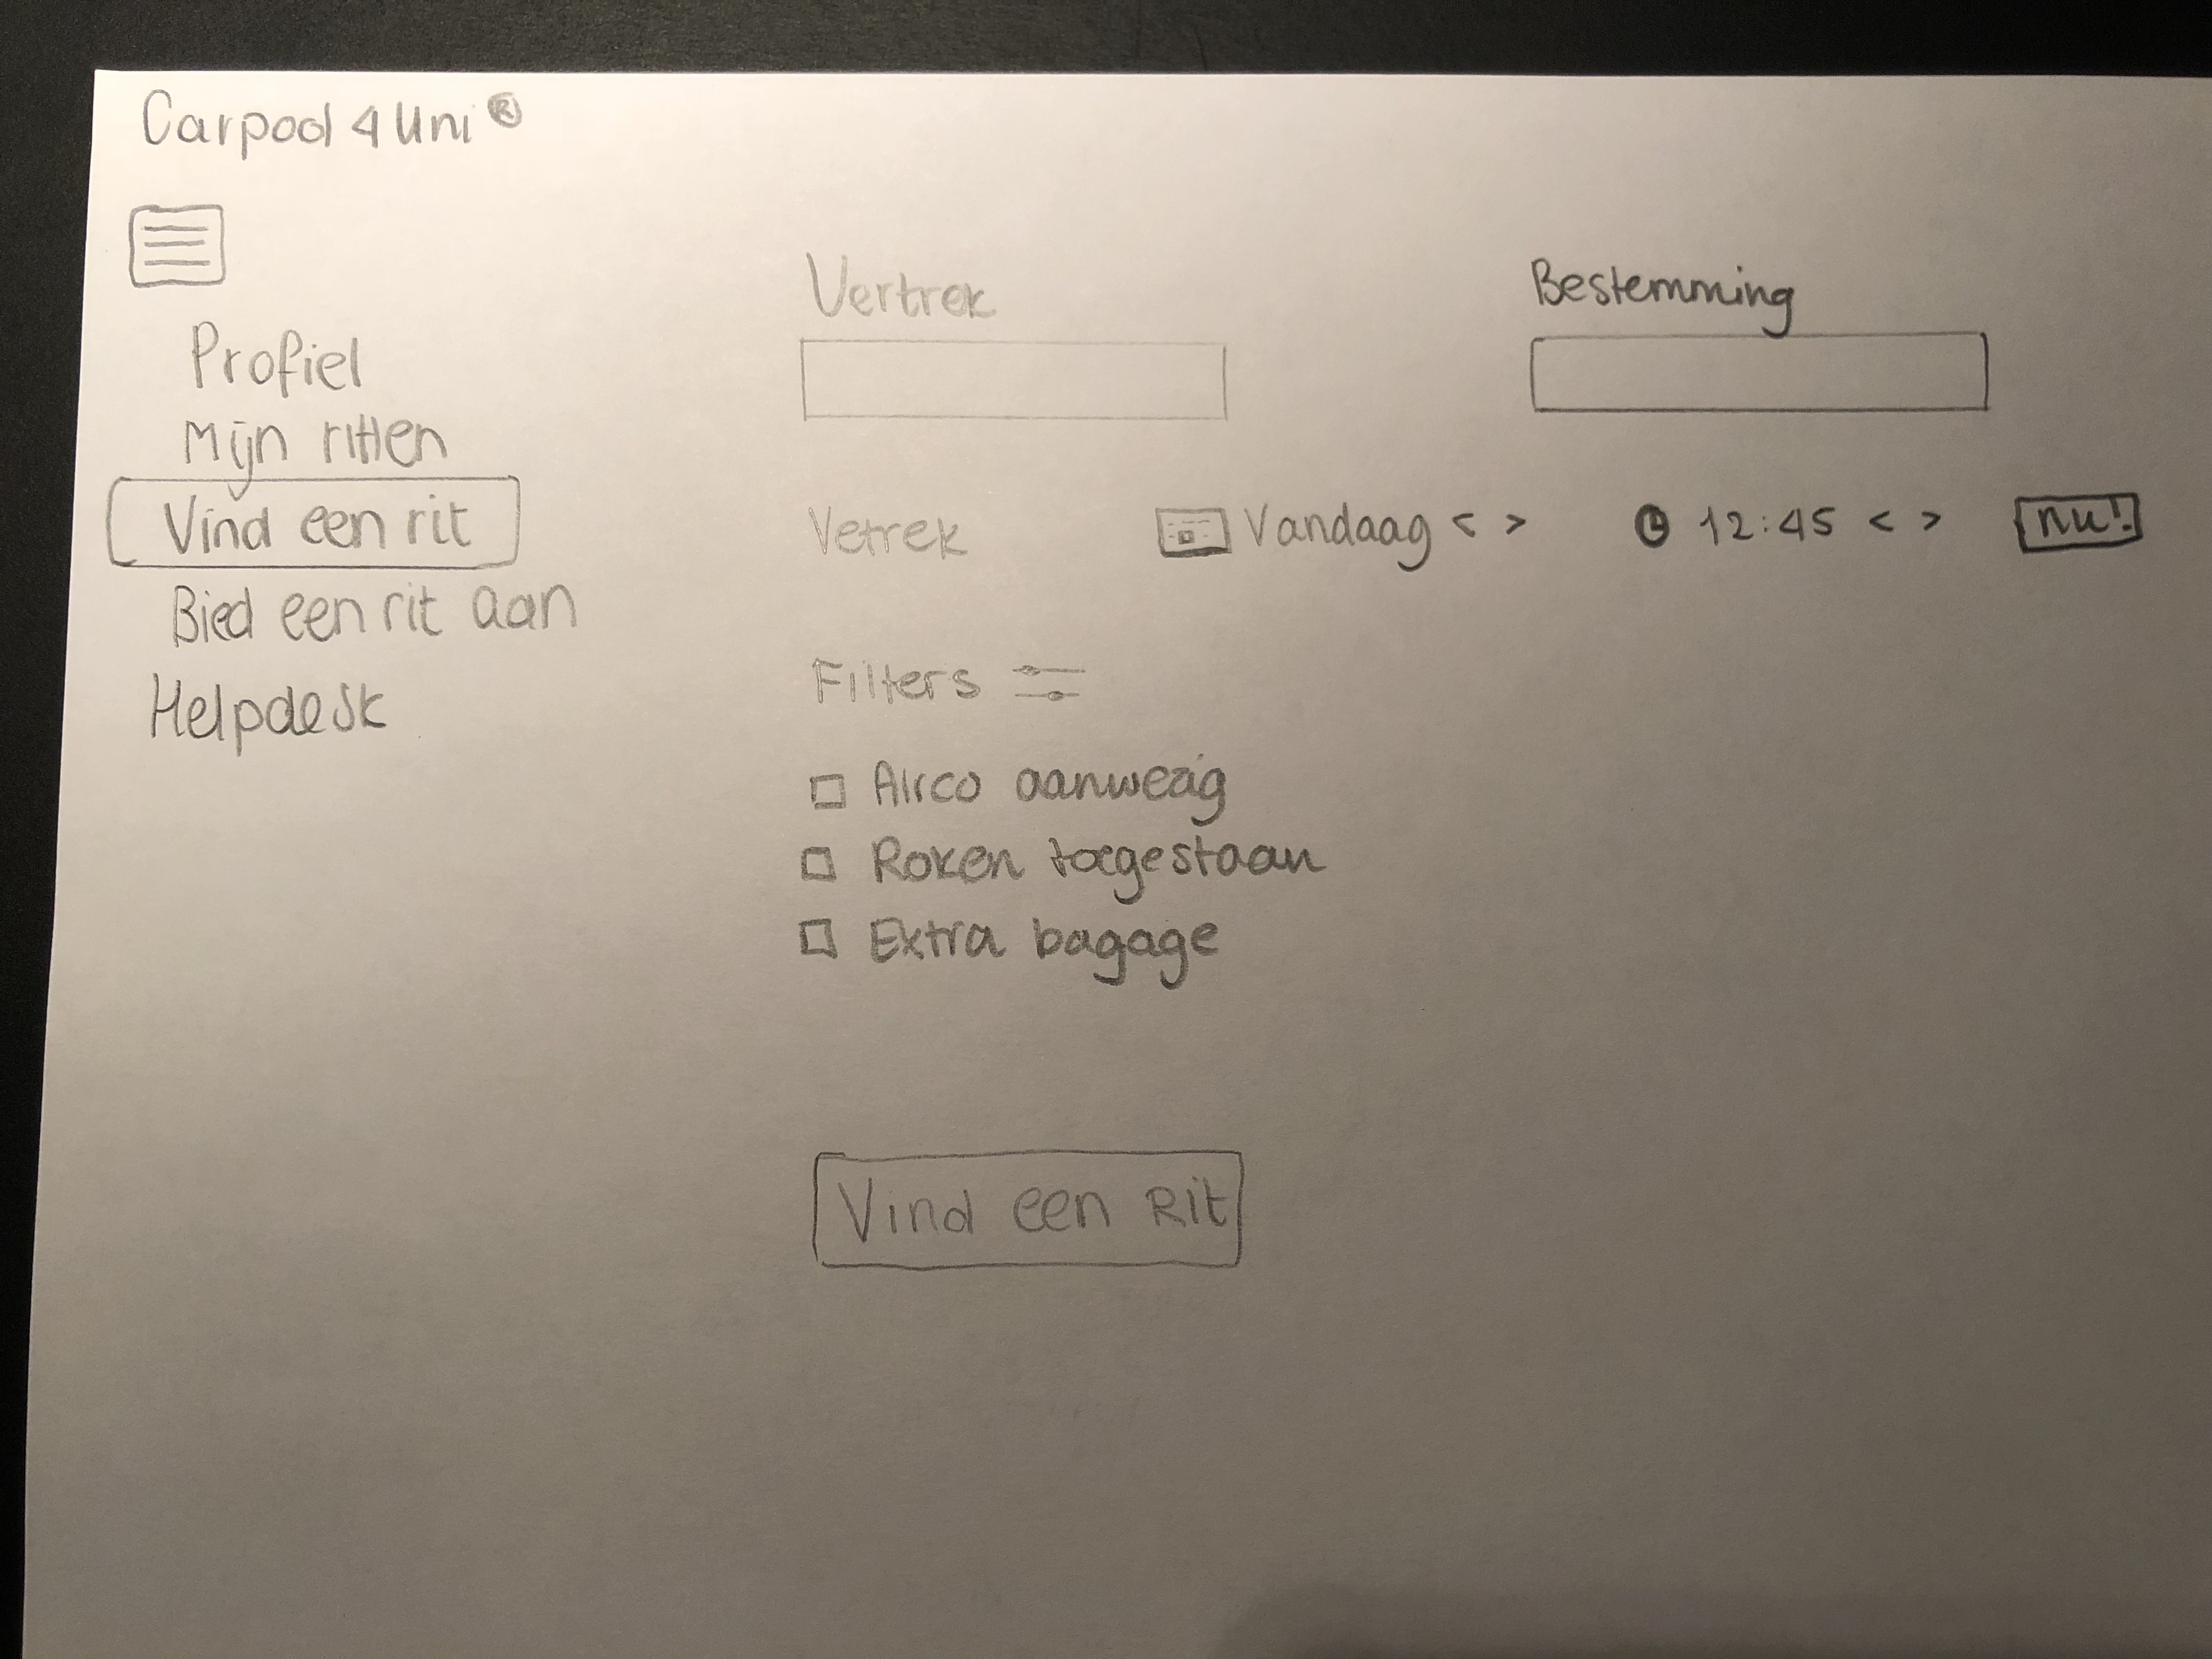 Carpool 4 Uni ®
Profiel
Mijn ritten
Vind een rit
Bied een rit aan
Helpdesk
Vertrek
Bestemming
Vetrek Vandaag < > 12:45 < > nu!
Filters
Airco aanwezig
Roken toegestaan
Extra bagage
Vind een Rit